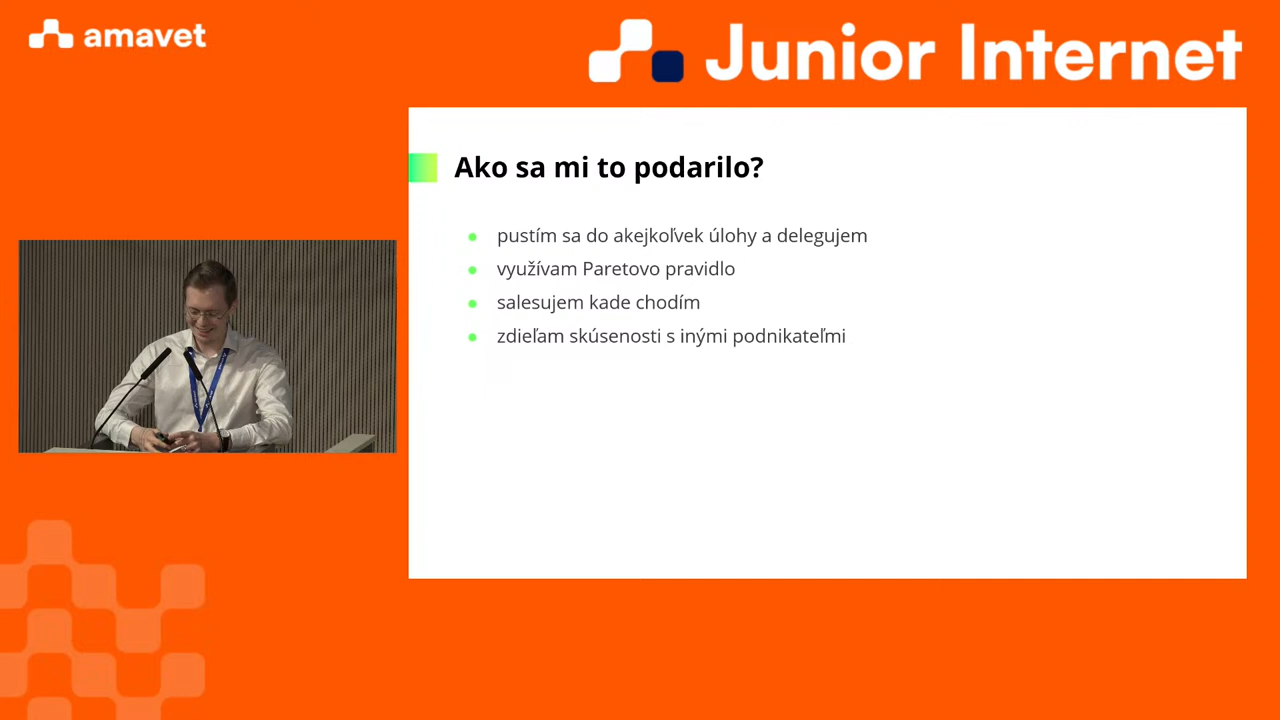 amavet
Junior Internet
Ako sa mi to podarilo?
pustím sa do akejkoľvek úlohy a delegujem
využívam Paretovo pravidlo
salesujem kade chodím
zdieľam skúsenosti s inými podnikateľmi